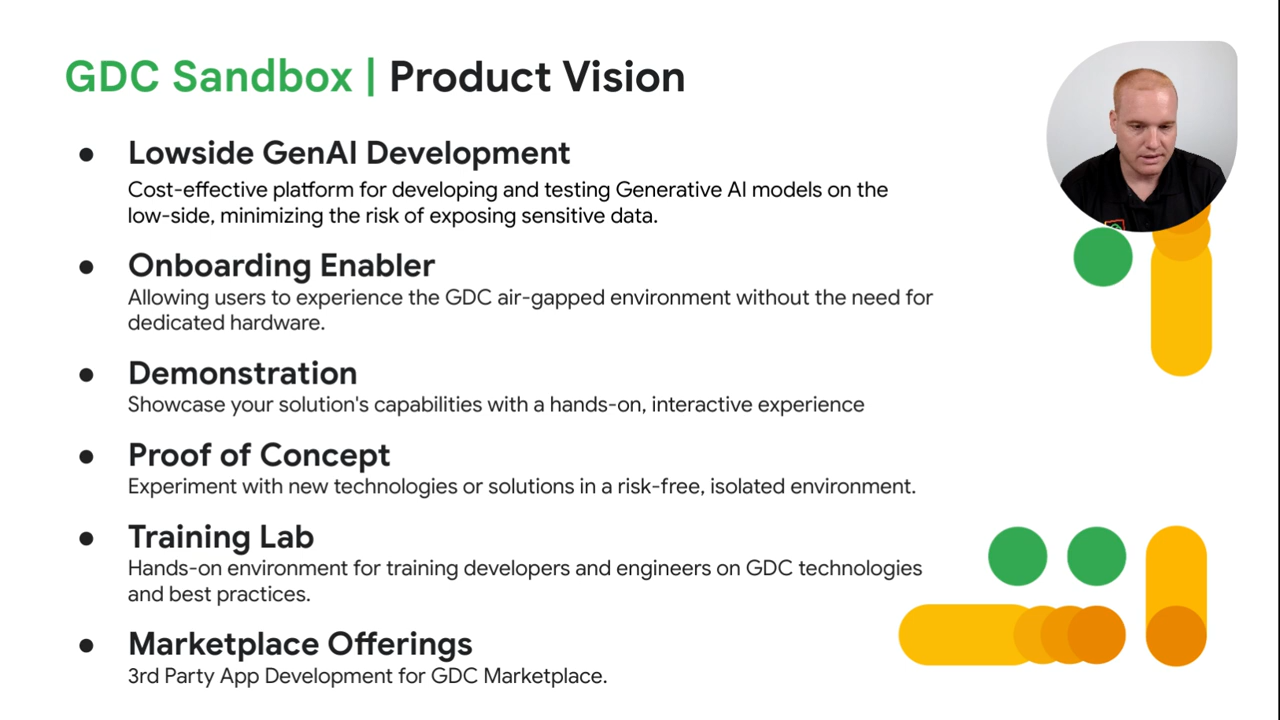 GDC Sandbox | Product Vision
● Lowside GenAI Development
Cost-effective platform for developing and testing Generative AI models on the
low-side, minimizing the risk of exposing sensitive data.
● Onboarding Enabler
Allowing users to experience the GDC air-gapped environment without the need for
dedicated hardware.
● Demonstration
Showcase your solution's capabilities with a hands-on, interactive experience
● Proof of Concept
Experiment with new technologies or solutions in a risk-free, isolated environment.
● Training Lab
Hands-on environment for training developers and engineers on GDC technologies
and best practices.
● Marketplace Offerings
3rd Party App Development for GDC Marketplace.